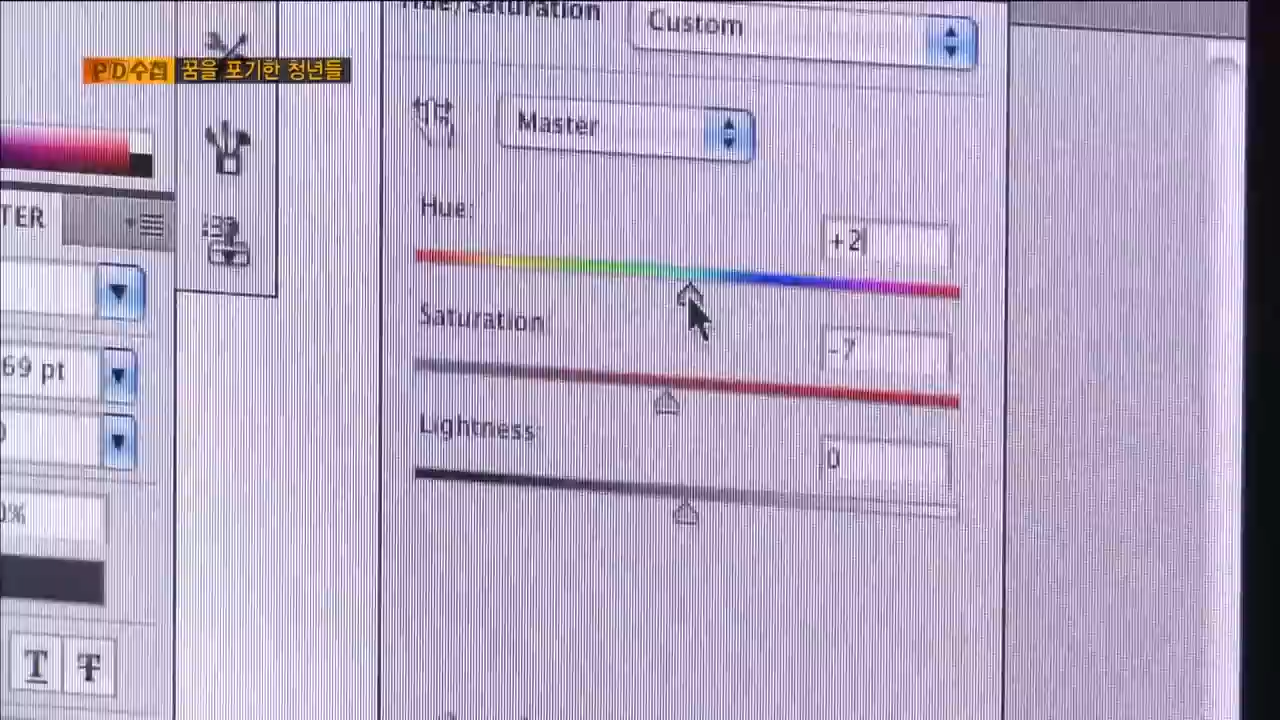 Hue/Saturation
Custom
PD수첩 꿈을 포기한 청년들
Master
TER
Hue:
+2
Saturation:
-7
69 pt
Lightness:
0
0%
T T